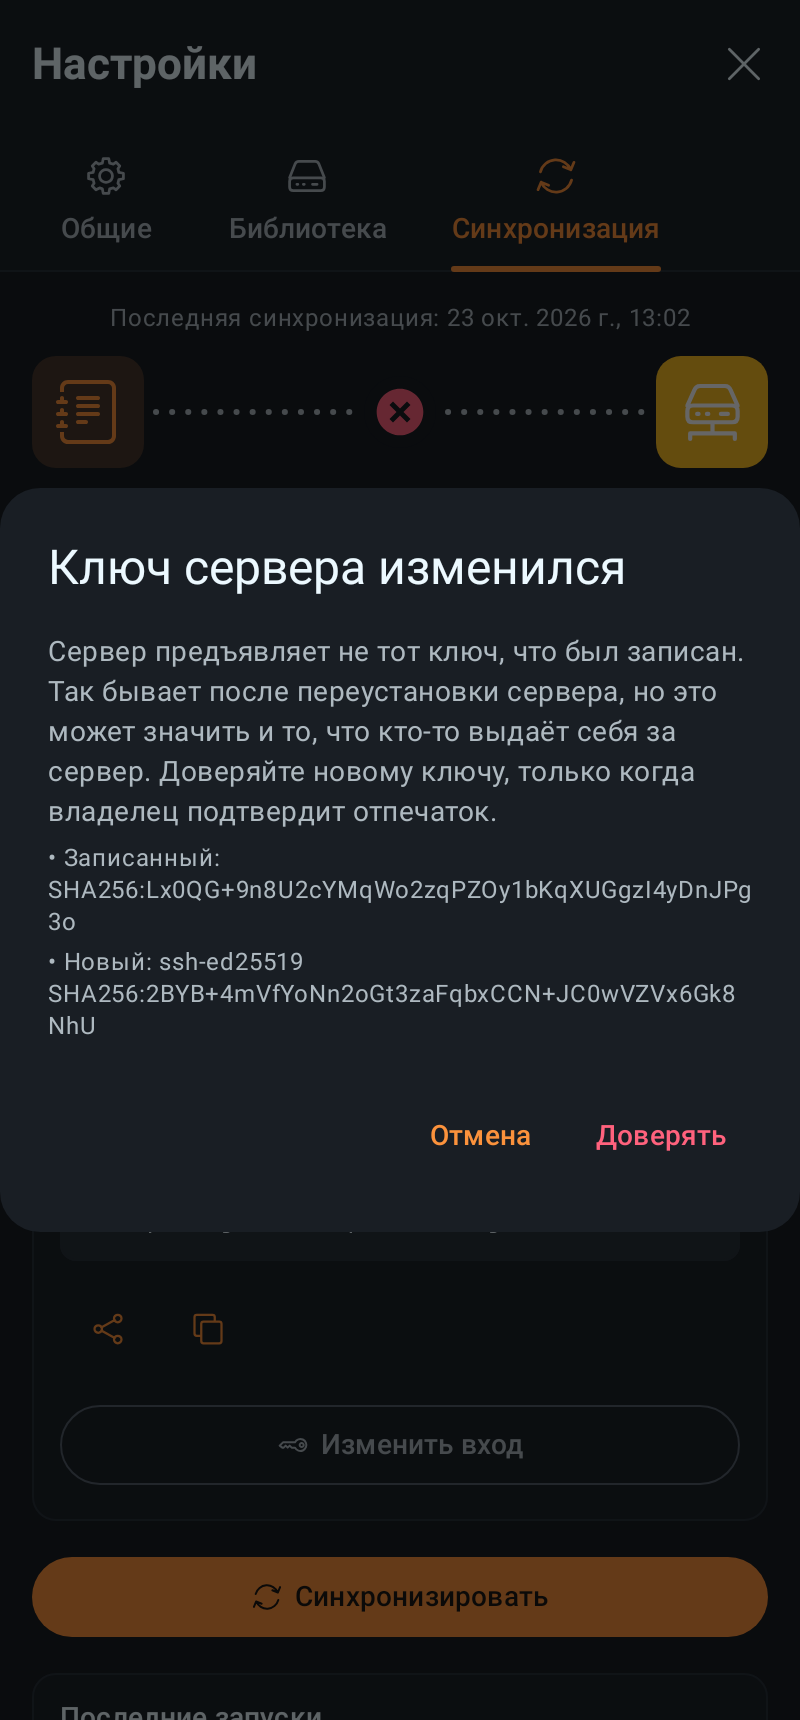 Настройки
Общие
Библиотека
Синхронизация
Последняя синхронизация: 23 окт. 2026 г., 13:02
Ключ сервера изменился
Сервер предъявляет не тот ключ, что был записан.
Так бывает после переустановки сервера, но это
может значить и то, что кто-то выдаёт себя за
сервер. Доверяйте новому ключу, только когда
владелец подтвердит отпечаток.
• Записанный:
SHA256:Lx0QG+9n8U2cYMqWo2zqPZOy1bKqXUGgzI4yDnJPg
3o
• Новый: ssh-ed25519
SHA256:2BYB+4mVfYoNn2oGt3zaFqbxCCN+JC0wVZVx6Gk8
NhU
Отмена
Доверять
Изменить вход
Синхронизировать
Последние запуски